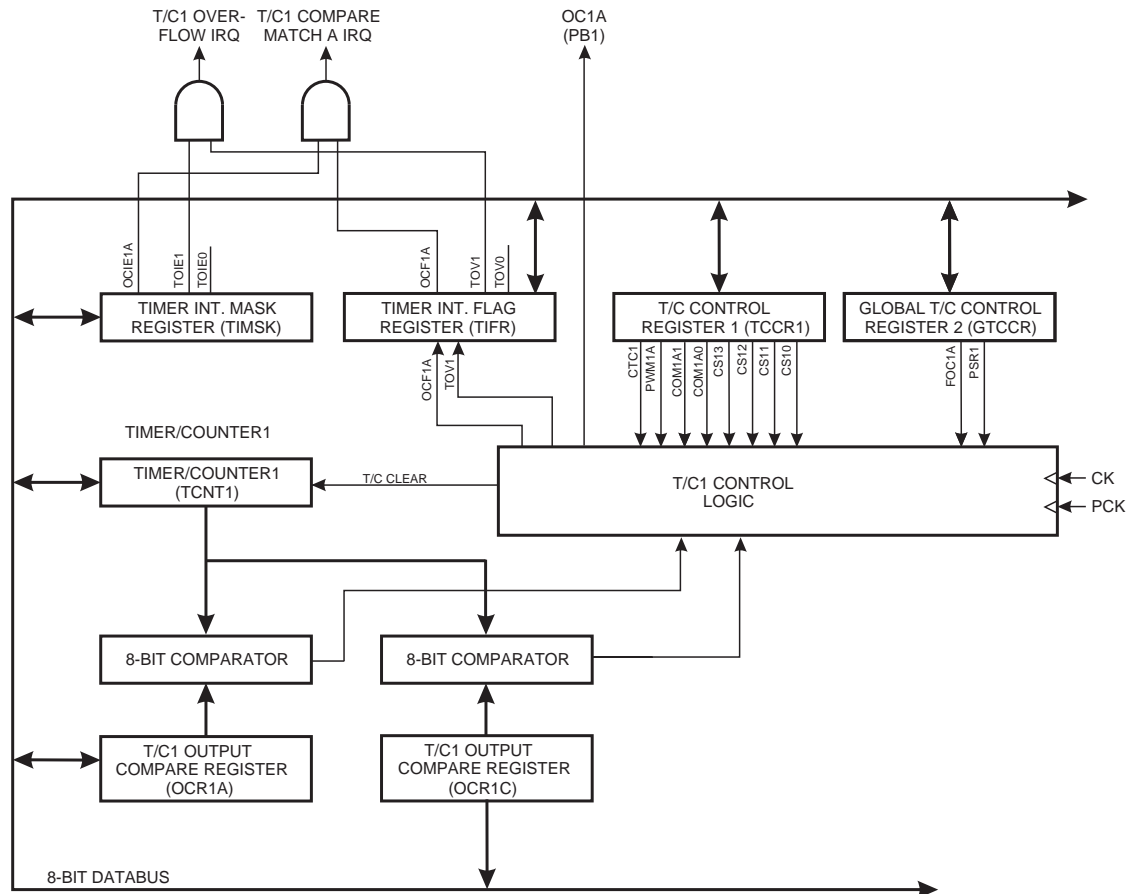 T/C1 OVER-
FLOW IRQ
T/C1 COMPARE
MATCH A IRQ
OC1A
(PB1)
OCIE1A
TOIE1
TOIE0
OCF1A
TOV1
TOV0
TIMER INT. MASK
REGISTER (TIMSK)
TIMER INT. FLAG
REGISTER (TIFR)
T/C CONTROL
REGISTER 1 (TCCR1)
GLOBAL T/C CONTROL
REGISTER 2 (GTCCR)
OCF1A
TOV1
CTC1
PWM1A
COM1A1
COM1A0
CS13
CS12
CS11
CS10
FOC1A
PSR1
TIMER/COUNTER1
TIMER/COUNTER1
(TCNT1)
T/C CLEAR
T/C1 CONTROL
LOGIC
CK
PCK
8-BIT COMPARATOR
8-BIT COMPARATOR
T/C1 OUTPUT
COMPARE REGISTER
(OCR1A)
T/C1 OUTPUT
COMPARE REGISTER
(OCR1C)
8-BIT DATABUS